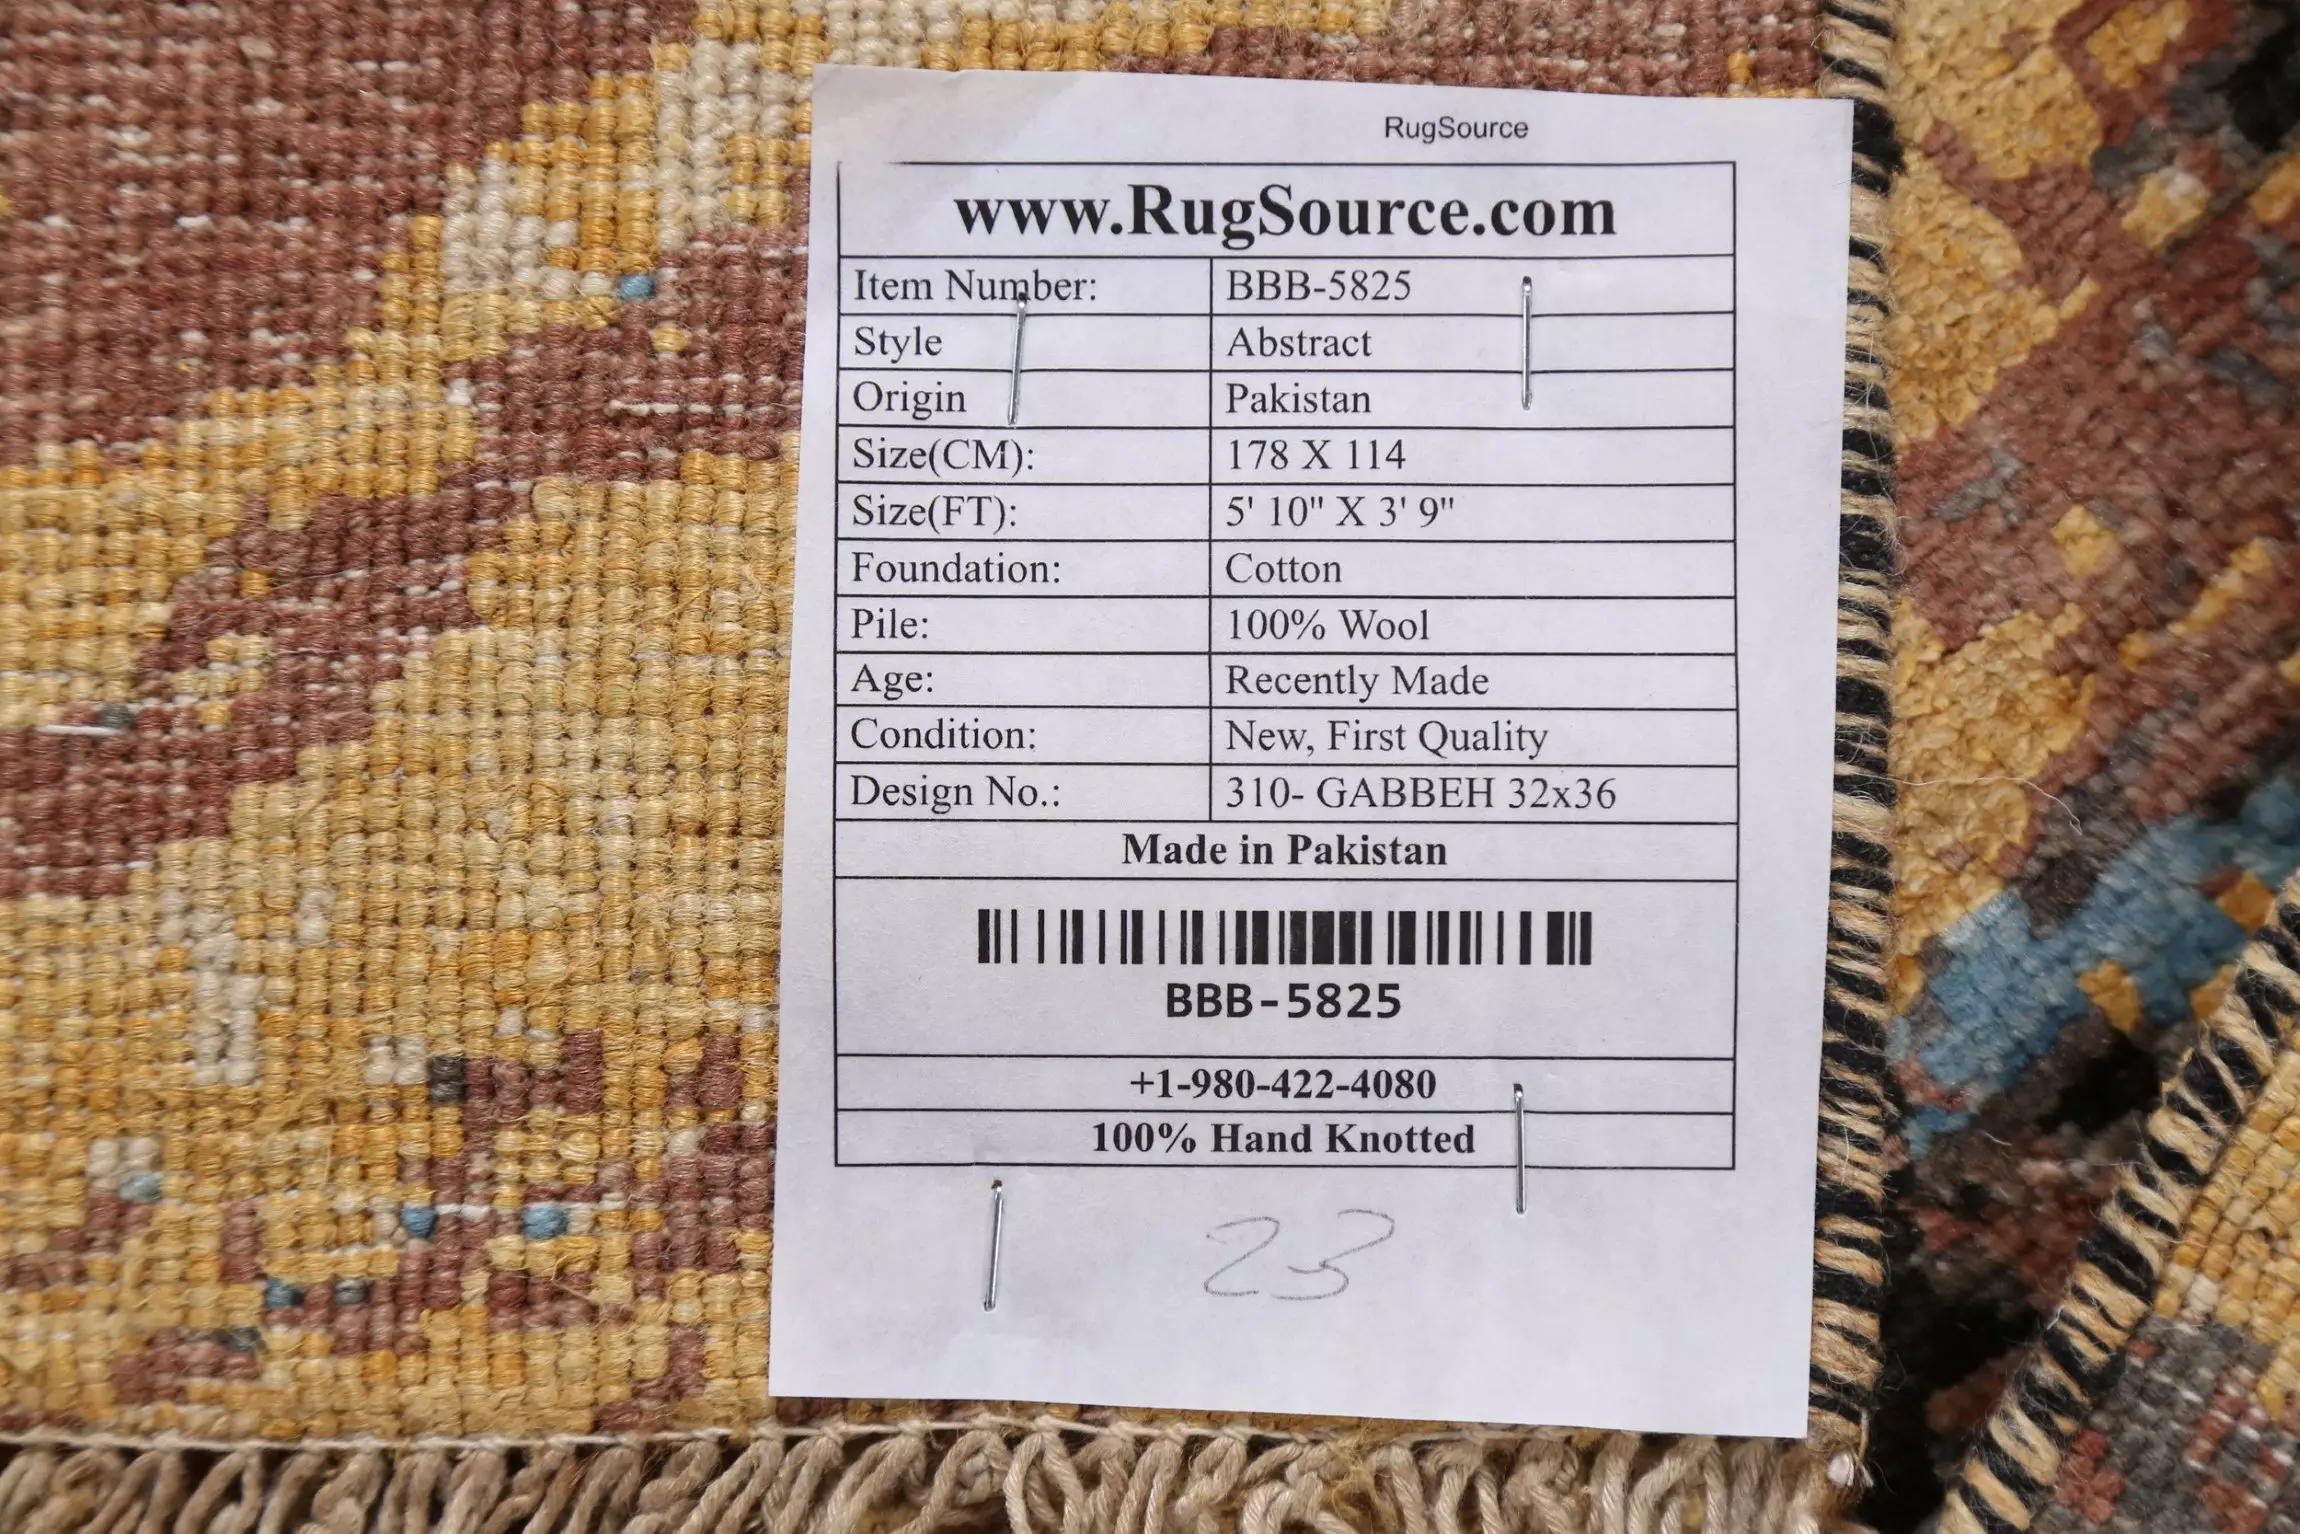 RugSource
www.RugSource.com
Item Number: BBB-5825
Style Abstract
Origin Pakistan
Size(CM): 178 X 114
Size(FT): 5' 10" X 3' 9"
Foundation: Cotton
Pile: 100% Wool
Age: Recently Made
Condition: New, First Quality
Design No.: 310- GABBEH 32x36
Made in Pakistan
BBB-5825
+1-980-422-4080
100% Hand Knotted
23